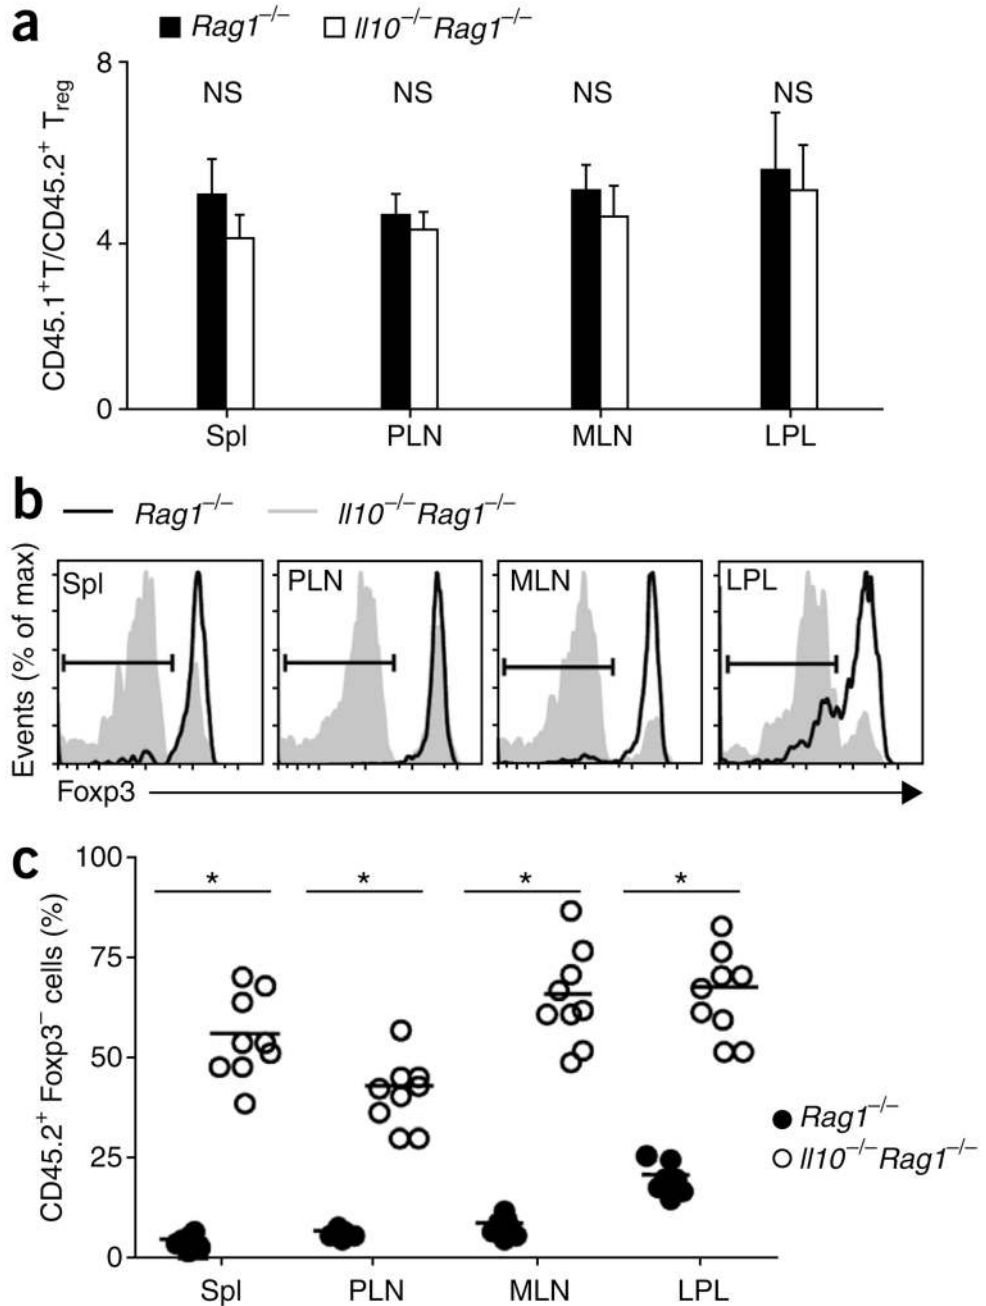 a
Rag1⁻/⁻ Il10⁻/⁻Rag1⁻/⁻
CD45.1⁺T/CD45.2⁺ Treg
8
4
0
NS NS NS NS
Spl PLN MLN LPL
b
Rag1⁻/⁻ Il10⁻/⁻Rag1⁻/⁻
Events (% of max)
Spl PLN MLN LPL
Foxp3
c
CD45.2⁺ Foxp3⁻ cells (%)
100
75
50
25
0
* * * *
Rag1⁻/⁻
Il10⁻/⁻Rag1⁻/⁻
Spl PLN MLN LPL